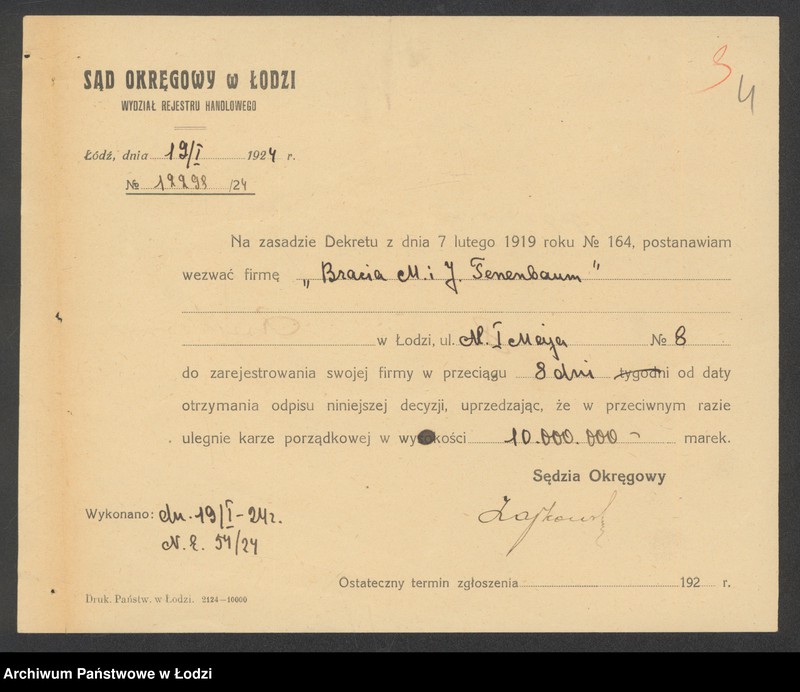 3
4
SĄD OKRĘGOWY w ŁODZI
WYDZIAŁ REJESTRU HANDLOWEGO
Łódź, dnia 19/I 1924 r.
№ 12298 /24
Na zasadzie Dekretu z dnia 7 lutego 1919 roku № 164, postanawiam
wezwać firmę „Bracia M. i J. Tenenbaum"
w Łodzi, ul. Al. I Maja № 8
do zarejestrowania swojej firmy w przeciągu 8 dni tygodni od daty
otrzymania odpisu niniejszej decyzji, uprzedzając, że w przeciwnym razie
ulegnie karze porządkowej w wysokości 10.000.000 - marek.
Sędzia Okręgowy
Wykonano: dn. 19/I-24r.
54/24
Ostateczny termin zgłoszenia 192 r.
Druk. Państw. w Łodzi. 2124—10000
Archiwum Państwowe w Łodzi